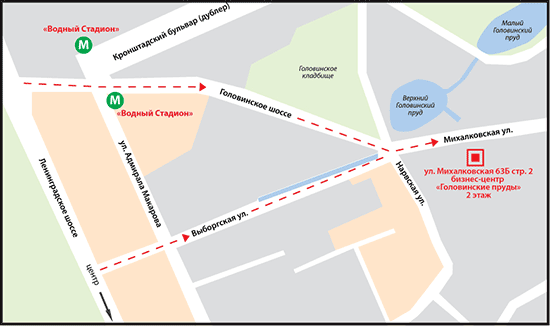 Малый
Головинский
пруд
«Водный Стадион»
М
Кронштадский бульвар (дублер)
Головинское
кладбище
Верхний
Головинский
пруд
М
«Водный Стадион»
Головинское шоссе
Михалковская ул.
ул. Михалковская 63Б стр. 2
бизнес-центр
«Головинские пруды»
2 этаж
Ленинградское шоссе
ул. Адмирала Макарова
Нарвская ул.
Выборгская ул.
центр